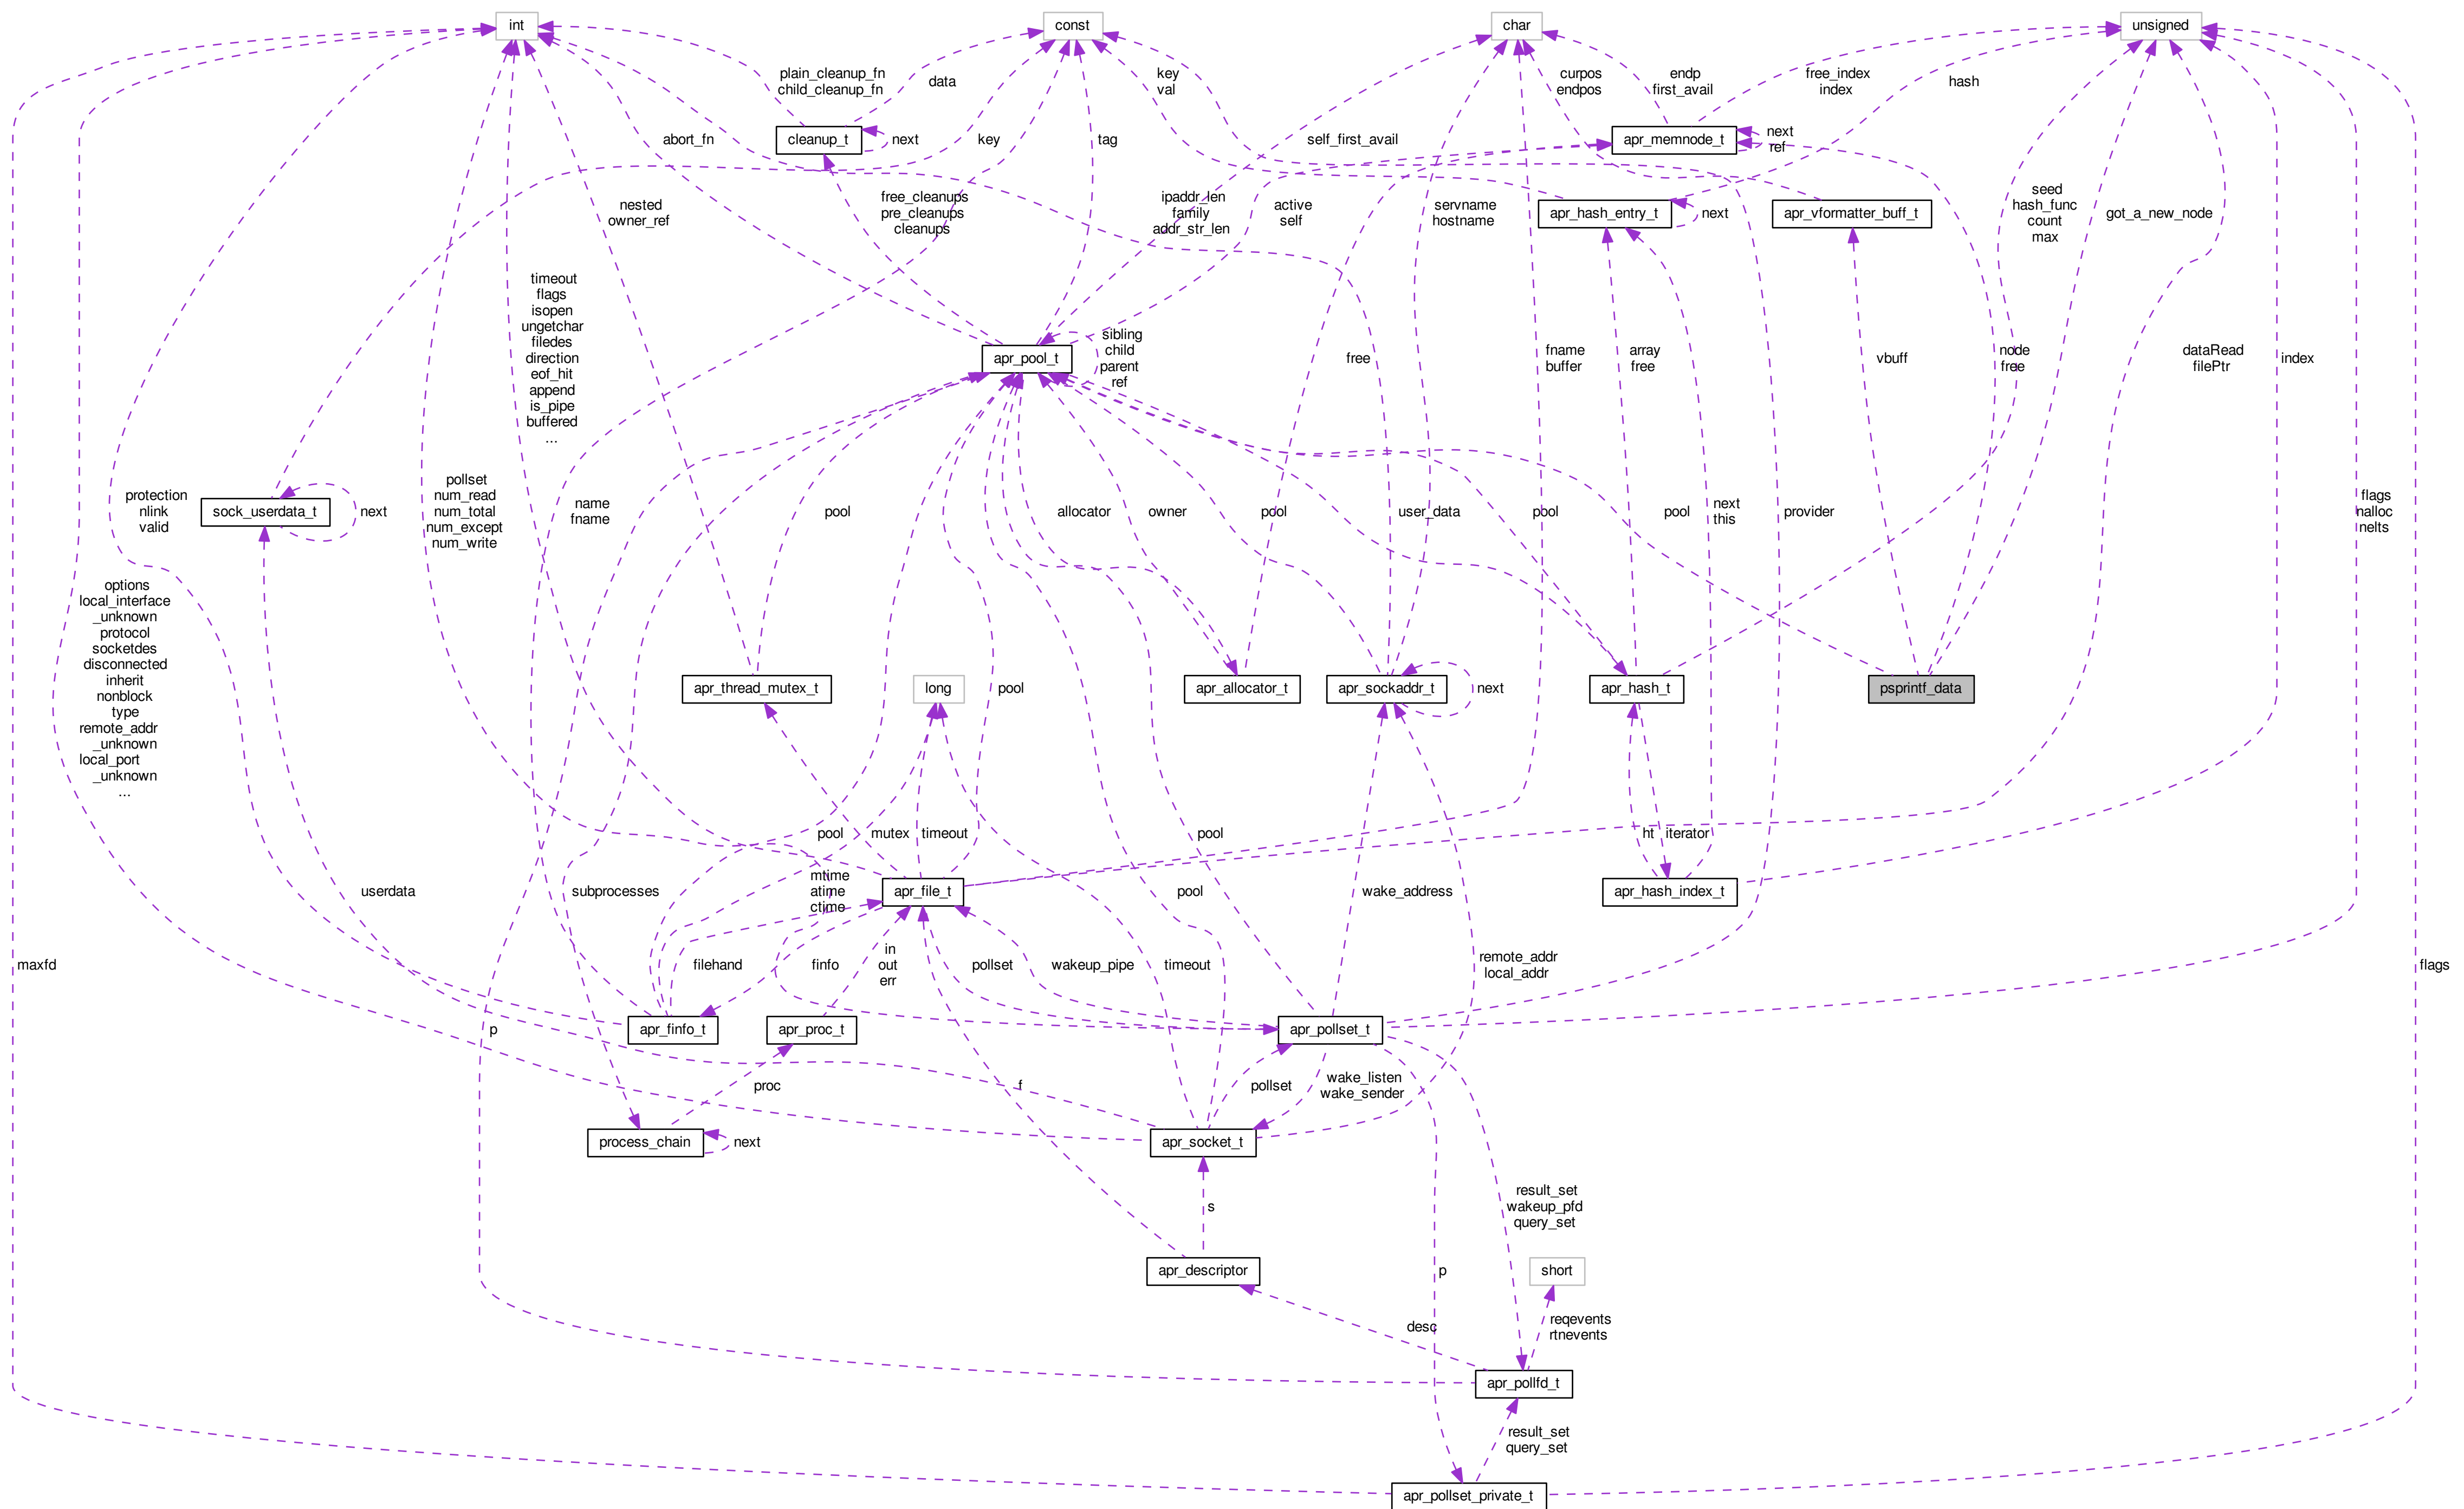 int
const
char
unsigned
plain_cleanup_fn
child_cleanup_fn
data
key
val
curpos
endpos
endp
first_avail
free_index
index
hash
abort_fn
cleanup_t
next
key
tag
self_first_avail
apr_memnode_t
next
ref
nested
owner_ref
free_cleanups
pre_cleanups
cleanups
ipaddr_len
family
addr_str_len
active
self
servname
hostname
apr_hash_entry_t
next
apr_vformatter_buff_t
seed
hash_func
count
max
got_a_new_node
timeout
flags
isopen
ungetchar
filedes
direction
eof_hit
append
is_pipe
buffered
...
apr_pool_t
sibling
child
parent
ref
free
fname
buffer
array
free
vbuff
node
free
dataRead
filePtr
index
protection
nlink
valid
sock_userdata_t
next
pollset
num_read
num_total
num_except
num_write
name
fname
pool
allocator
owner
pool
user_data
pool
next
this
pool
provider
flags
nalloc
nelts
options
local_interface
_unknown
protocol
socketdes
disconnected
inherit
nonblock
type
remote_addr
_unknown
local_port
_unknown
...
apr_thread_mutex_t
long
pool
apr_allocator_t
apr_sockaddr_t
next
apr_hash_t
psprintf_data
userdata
subprocesses
pool
mutex
timeout
mtime
atime
ctime
apr_file_t
pool
pool
wake_address
ht
iterator
apr_hash_index_t
maxfd
p
filehand
finfo
in
out
err
pollset
wakeup_pipe
timeout
remote_addr
local_addr
flags
apr_finfo_t
apr_proc_t
apr_pollset_t
proc
f
pollset
wake_listen
wake_sender
process_chain
next
apr_socket_t
s
result_set
wakeup_pfd
query_set
apr_descriptor
p
short
desc
reqevents
rtnevents
apr_pollfd_t
result_set
query_set
apr_pollset_private_t